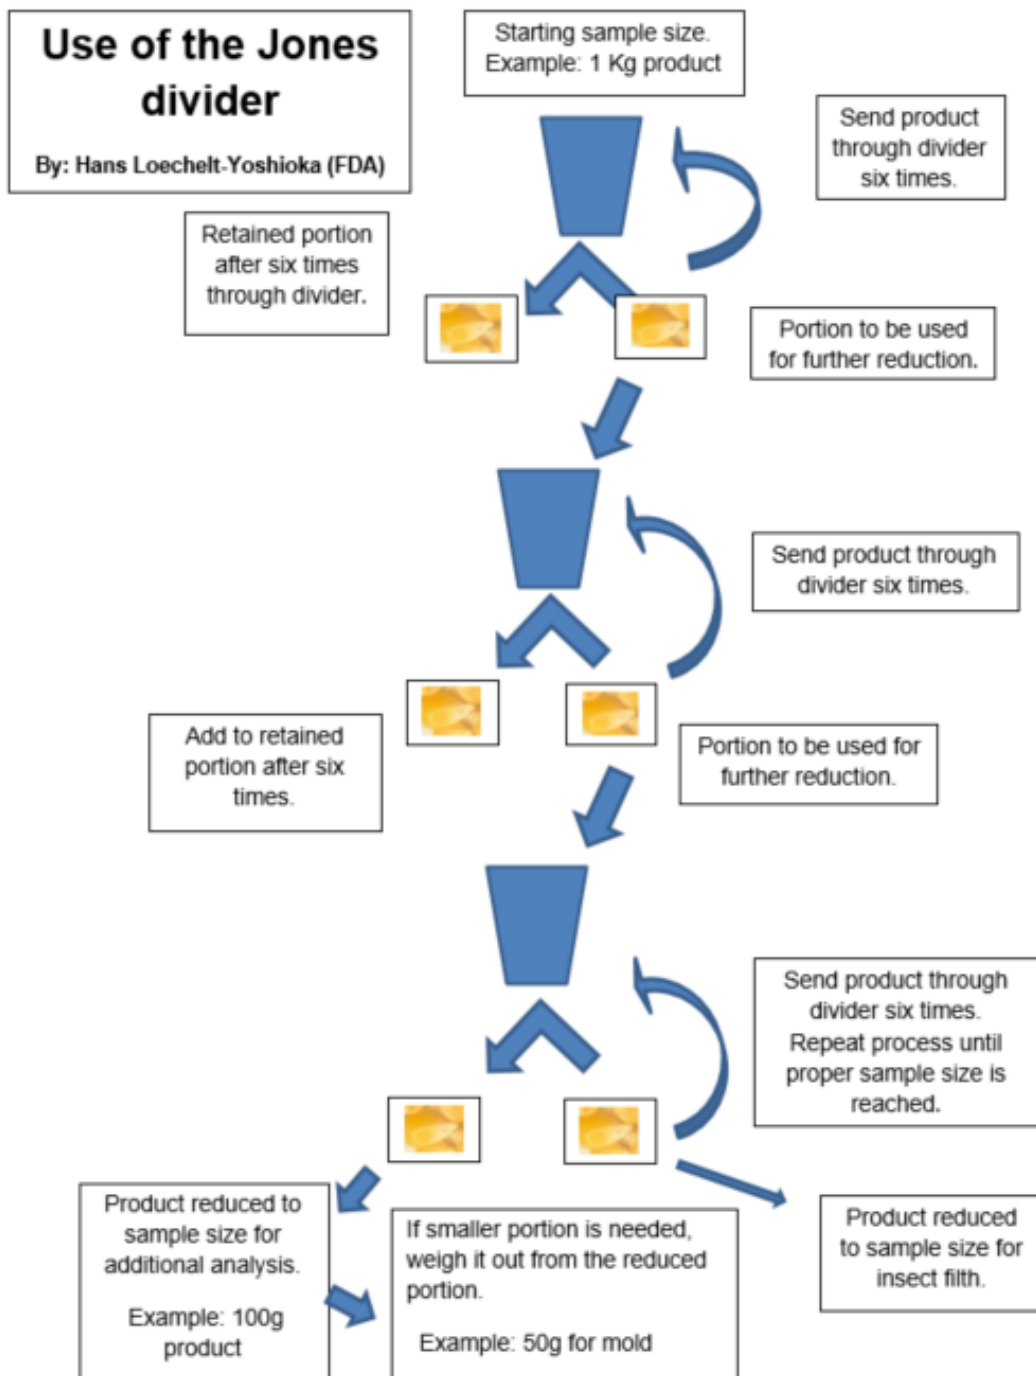 Use of the Jones
divider
By: Hans Loechelt-Yoshioka (FDA)
Starting sample size.
Example: 1 Kg product
Send product
through divider
six times.
Retained portion
after six times
through divider.
Portion to be used
for further reduction.
Send product through
divider six times.
Add to retained
portion after six
times.
Portion to be used for
further reduction.
Send product through
divider six times.
Repeat process until
proper sample size is
reached.
Product reduced to
sample size for
additional analysis.
Example: 100g
product
If smaller portion is needed,
weigh it out from the reduced
portion.
Example: 50g for mold
Product reduced
to sample size for
insect filth.